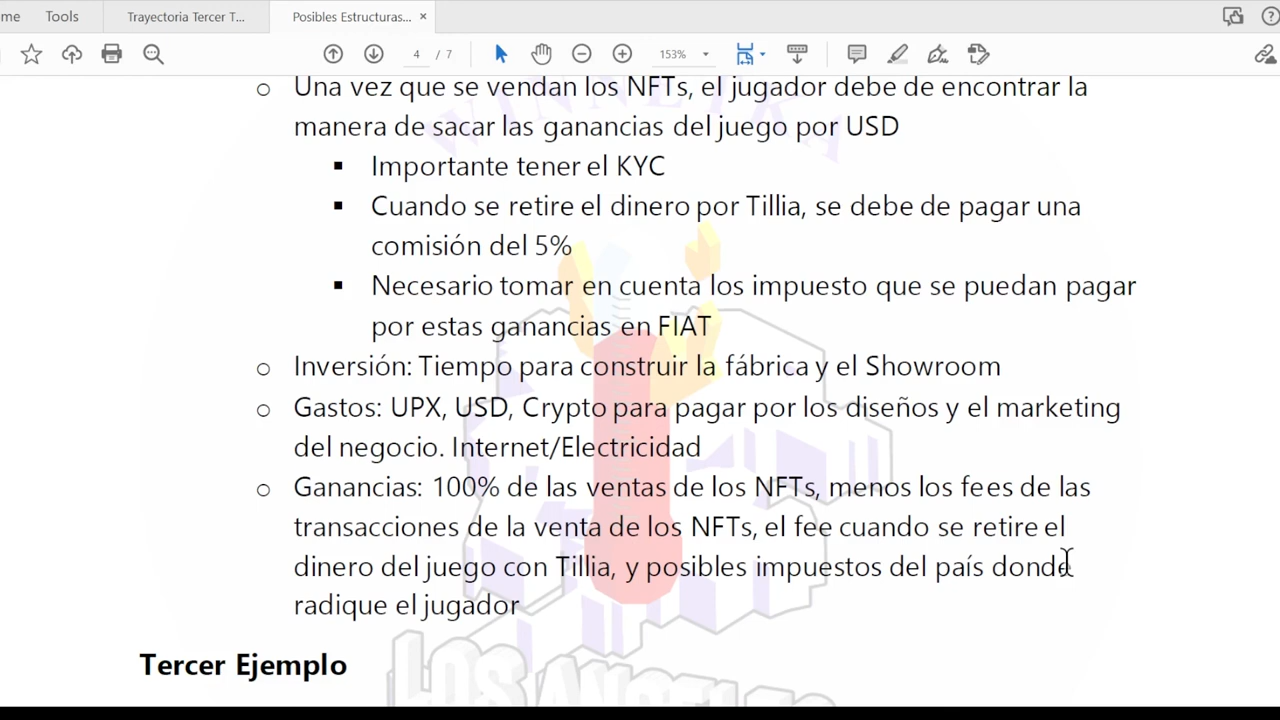 ome Tools Trayectoria Tercer T... Posibles Estructuras... ×
4 / 7 153%
WINNETKA
o Una vez que se vendan los NFTs, el jugador debe de encontrar la
manera de sacar las ganancias del juego por USD
▪ Importante tener el KYC
▪ Cuando se retire el dinero por Tillia, se debe de pagar una
comisión del 5%
▪ Necesario tomar en cuenta los impuesto que se puedan pagar
por estas ganancias en FIAT
o Inversión: Tiempo para construir la fábrica y el Showroom
o Gastos: UPX, USD, Crypto para pagar por los diseños y el marketing
del negocio. Internet/Electricidad
o Ganancias: 100% de las ventas de los NFTs, menos los fees de las
transacciones de la venta de los NFTs, el fee cuando se retire el
dinero del juego con Tillia, y posibles impuestos del país donde
radique el jugador
Tercer Ejemplo
LOS ANGELES